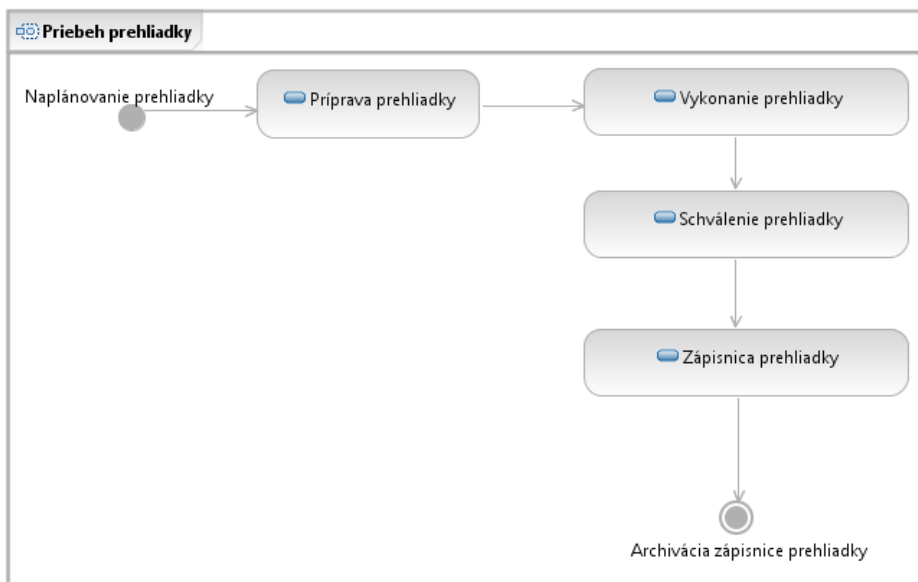 Priebeh prehliadky
Naplánovanie prehliadky
Príprava prehliadky
Vykonanie prehliadky
Schválenie prehliadky
Zápisnica prehliadky
Archivácia zápisnice prehliadky